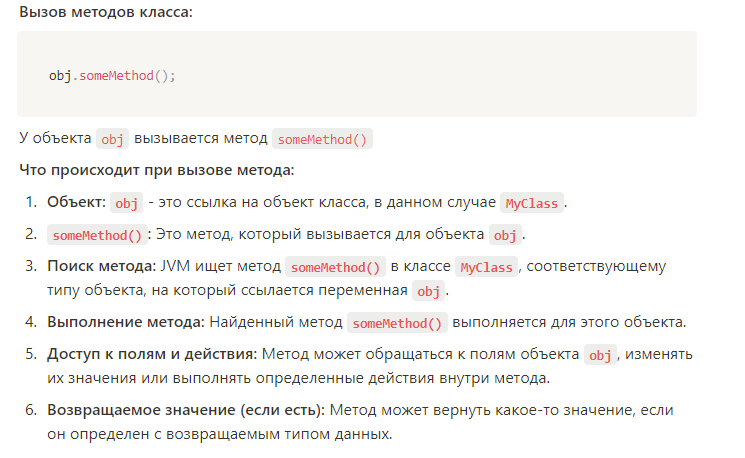 Вызов методов класса:
obj.someMethod();
У объекта obj вызывается метод someMethod()
Что происходит при вызове метода:
1. Объект: obj - это ссылка на объект класса, в данном случае MyClass.
2. someMethod(): Это метод, который вызывается для объекта obj.
3. Поиск метода: JVM ищет метод someMethod() в классе MyClass, соответствующему
типу объекта, на который ссылается переменная obj.
4. Выполнение метода: Найденный метод someMethod() выполняется для этого объекта.
5. Доступ к полям и действия: Метод может обращаться к полям объекта obj, изменять
их значения или выполнять определенные действия внутри метода.
6. Возвращаемое значение (если есть): Метод может вернуть какое-то значение, если
он определен с возвращаемым типом данных.